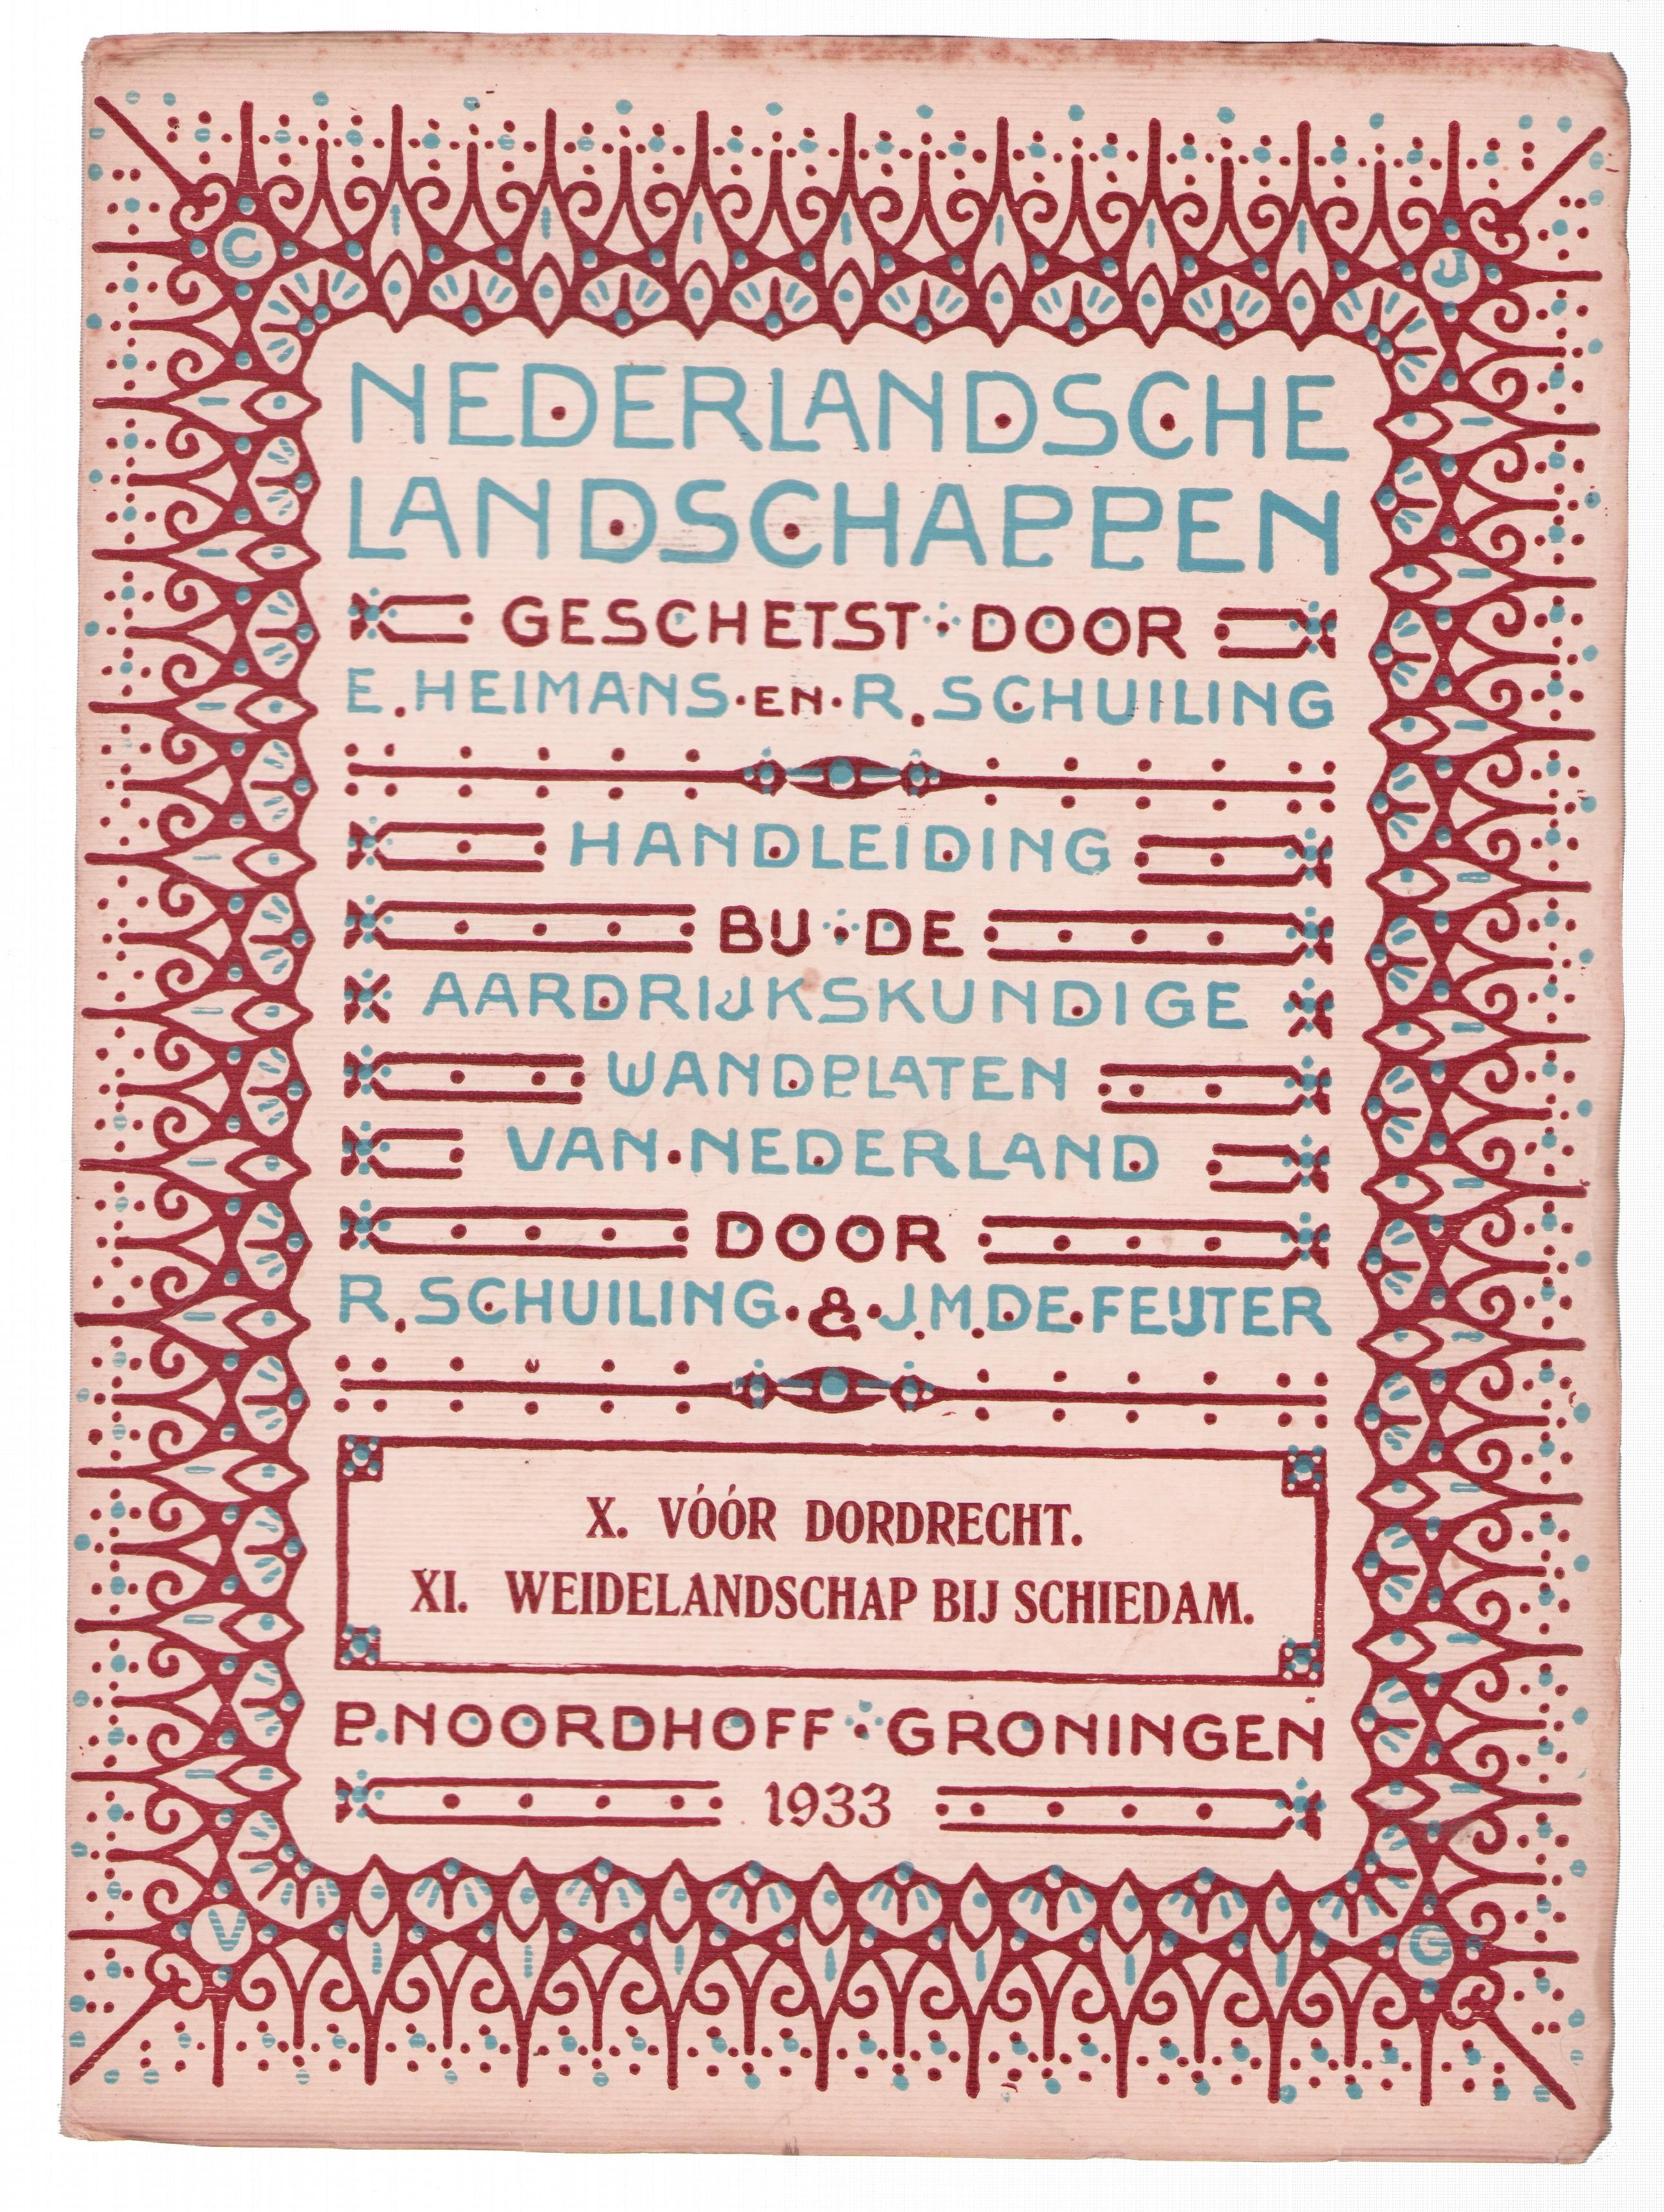 C J
NEDERLANDSCHE
LANDSCHAPPEN
GESCHETST DOOR
E. HEIMANS · EN · R. SCHUILING
HANDLEIDING
BIJ · DE
AARDRIJKSKUNDIGE
WANDPLATEN
VAN · NEDERLAND
DOOR
R. SCHUILING · & · J. M. DE · FEIJTER
X. VÓÓR DORDRECHT.
XI. WEIDELANDSCHAP BIJ SCHIEDAM.
P. NOORDHOFF · GRONINGEN
1933
V G